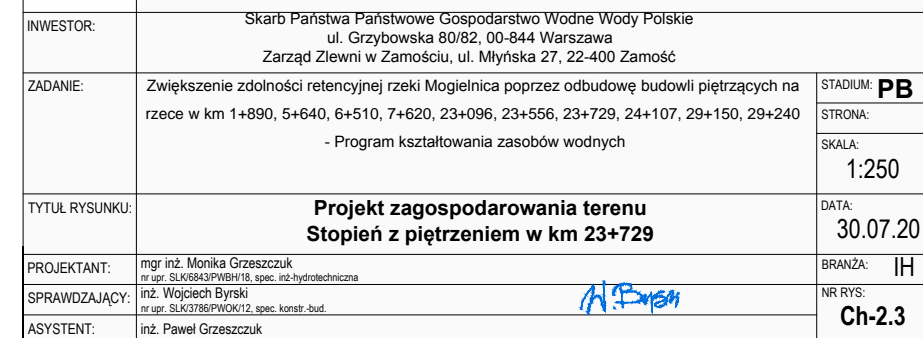 INWESTOR:
Skarb Państwa Państwowe Gospodarstwo Wodne Wody Polskie
ul. Grzybowska 80/82, 00-844 Warszawa
Zarząd Zlewni w Zamościu, ul. Młyńska 27, 22-400 Zamość
ZADANIE:
Zwiększenie zdolności retencyjnej rzeki Mogielnica poprzez odbudowę budowli piętrzących na
rzece w km 1+890, 5+640, 6+510, 7+620, 23+096, 23+556, 23+729, 24+107, 29+150, 29+240
- Program kształtowania zasobów wodnych
STADIUM: PB
STRONA:
SKALA:
1:250
TYTUŁ RYSUNKU:
Projekt zagospodarowania terenu
Stopień z piętrzeniem w km 23+729
DATA:
30.07.20
PROJEKTANT:
mgr inż. Monika Grzeszczuk
nr upr. SLK/6843/PWBH/18, spec. inż-hydrotechniczna
BRANŻA: IH
SPRAWDZAJĄCY:
inż. Wojciech Byrski
nr upr. SLK/3786/PWOK/12, spec. konstr.-bud.
W. Byrski
NR RYS:
Ch-2.3
ASYSTENT:
inż. Paweł Grzeszczuk